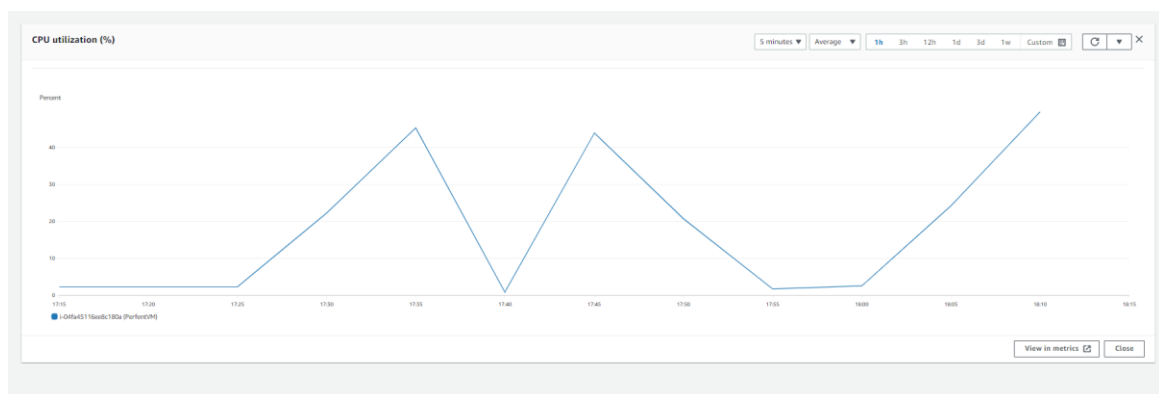 CPU utilization (%)
5 minutes ▼ Average ▼ 1h 3h 12h 1d 3d 1w Custom
Percent
40
30
20
10
0
17:15 17:20 17:25 17:30 17:35 17:40 17:45 17:50 17:55 18:00 18:05 18:10 18:15
i-04fa45116ee8c180a (PerfentVM)
View in metrics Close